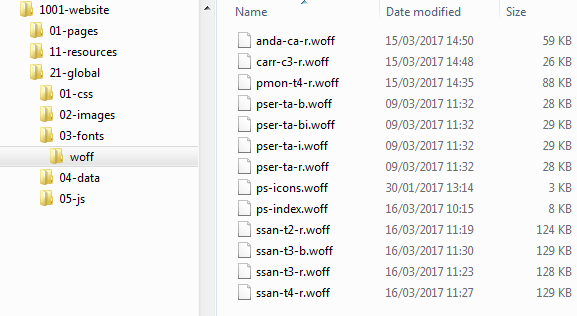 1001-website
01-pages
11-resources
21-global
01-css
02-images
03-fonts
woff
04-data
05-js
Name Date modified Size
anda-ca-r.woff 15/03/2017 14:50 59 KB
carr-c3-r.woff 15/03/2017 14:48 26 KB
pmon-t4-r.woff 15/03/2017 14:35 88 KB
pser-ta-b.woff 09/03/2017 11:32 28 KB
pser-ta-bi.woff 09/03/2017 11:32 29 KB
pser-ta-i.woff 09/03/2017 11:32 29 KB
pser-ta-r.woff 09/03/2017 11:32 28 KB
ps-icons.woff 30/01/2017 13:14 3 KB
ps-index.woff 16/03/2017 10:15 8 KB
ssan-t2-r.woff 16/03/2017 11:19 124 KB
ssan-t3-b.woff 16/03/2017 11:30 129 KB
ssan-t3-r.woff 16/03/2017 11:23 128 KB
ssan-t4-r.woff 16/03/2017 11:27 129 KB